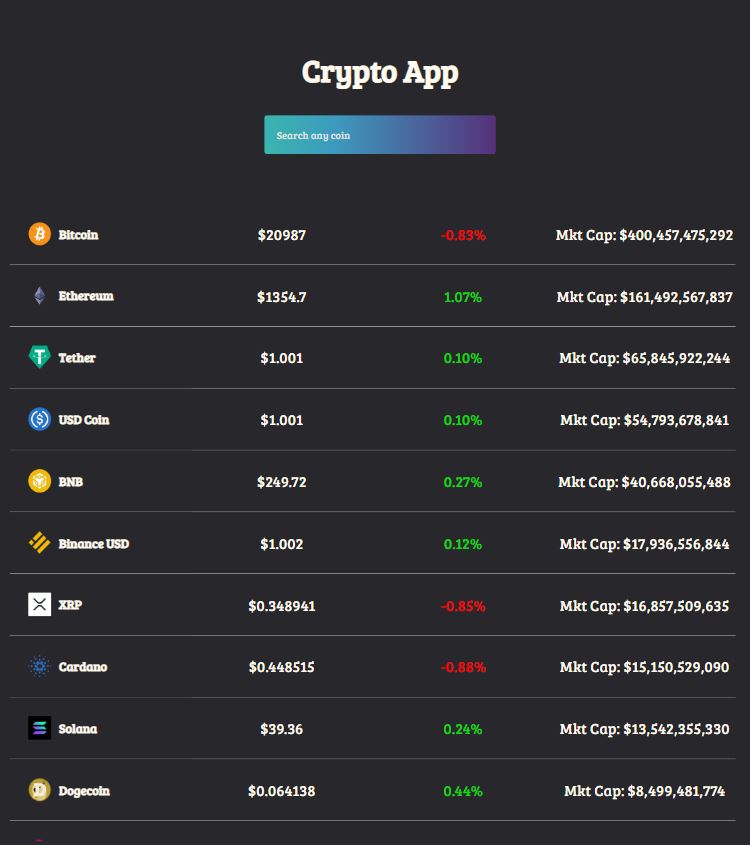 Crypto App
Search any coin
Bitcoin $20987 -0.83% Mkt Cap: $400,457,475,292
Ethereum $1354.7 1.07% Mkt Cap: $161,492,567,837
Tether $1.001 0.10% Mkt Cap: $65,845,922,244
USD Coin $1.001 0.10% Mkt Cap: $54,793,678,841
BNB $249.72 0.27% Mkt Cap: $40,668,055,488
Binance USD $1.002 0.12% Mkt Cap: $17,936,556,844
XRP $0.348941 -0.85% Mkt Cap: $16,857,509,635
Cardano $0.448515 -0.88% Mkt Cap: $15,150,529,090
Solana $39.36 0.24% Mkt Cap: $13,542,355,330
Dogecoin $0.064138 0.44% Mkt Cap: $8,499,481,774